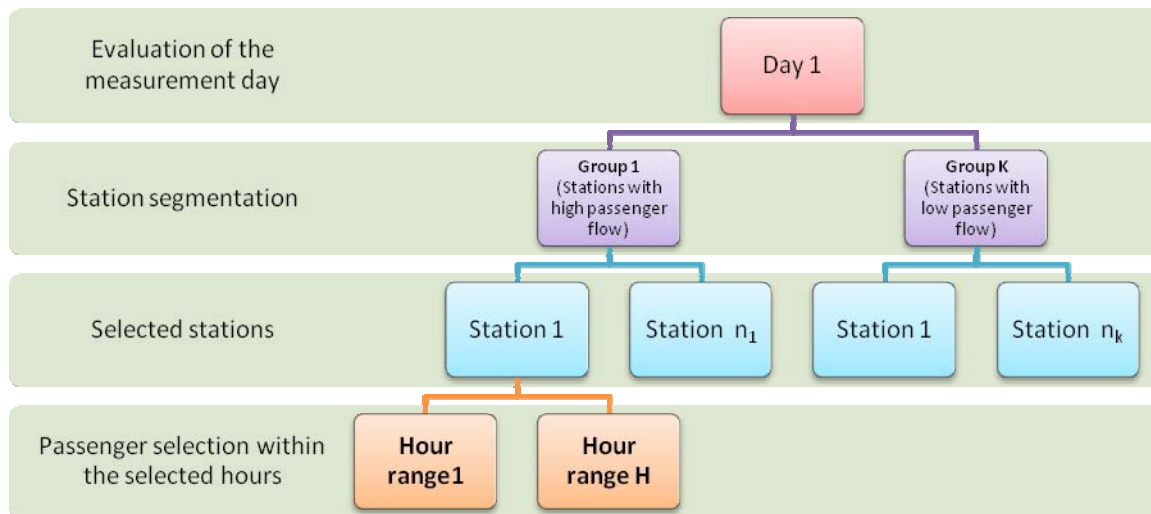 Evaluation of the
measurement day
Day 1
Station segmentation
Group 1
(Stations with
high passenger
flow)
Group K
(Stations with
low passenger
flow)
Selected stations
Station 1
Station n₁
Station 1
Station nₖ
Passenger selection within
the selected hours
Hour
range1
Hour
range H